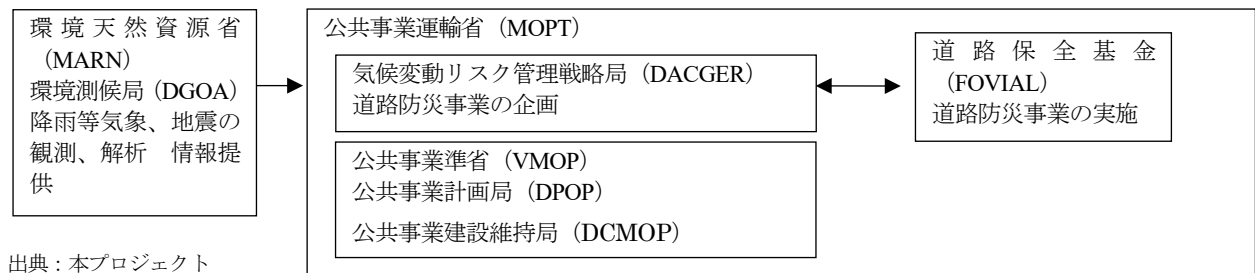 環境天然資源省
（MARN）
環境測候局（DGOA）
降雨等気象、地震の
観測、解析　情報提
供
公共事業運輸省（MOPT）
気候変動リスク管理戦略局（DACGER）
道路防災事業の企画
公共事業準省（VMOP）
公共事業計画局（DPOP）
公共事業建設維持局（DCMOP）
道路保全基金
（FOVIAL）
道路防災事業の実施
出典：本プロジェクト